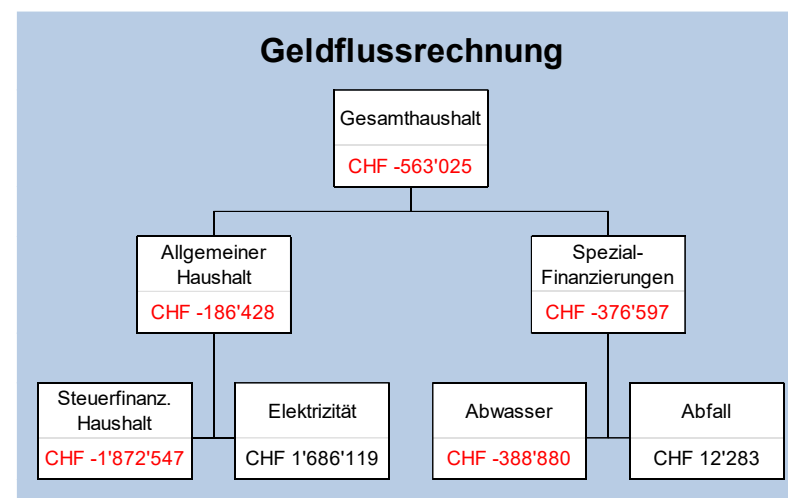 Geldflussrechnung
Gesamthaushalt
CHF -563'025
Allgemeiner
Haushalt
CHF -186'428
Spezial-
Finanzierungen
CHF -376'597
Steuerfinanz.
Haushalt
CHF -1'872'547
Elektrizität
CHF 1'686'119
Abwasser
CHF -388'880
Abfall
CHF 12'283